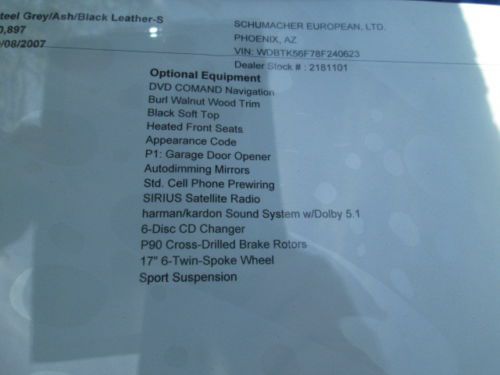 teel Grey/Ash/Black Leather-S
0,897
/08/2007
SCHUMACHER EUROPEAN, LTD.
PHOENIX, AZ
VIN: WDBTK56F78F240623
Dealer Stock # : 2181101
Optional Equipment
DVD COMAND Navigation
Burl Walnut Wood Trim
Black Soft Top
Heated Front Seats
Appearance Code
P1: Garage Door Opener
Autodimming Mirrors
Std. Cell Phone Prewiring
SIRIUS Satellite Radio
harman/kardon Sound System w/Dolby 5.1
6-Disc CD Changer
P90 Cross-Drilled Brake Rotors
17" 6-Twin-Spoke Wheel
Sport Suspension